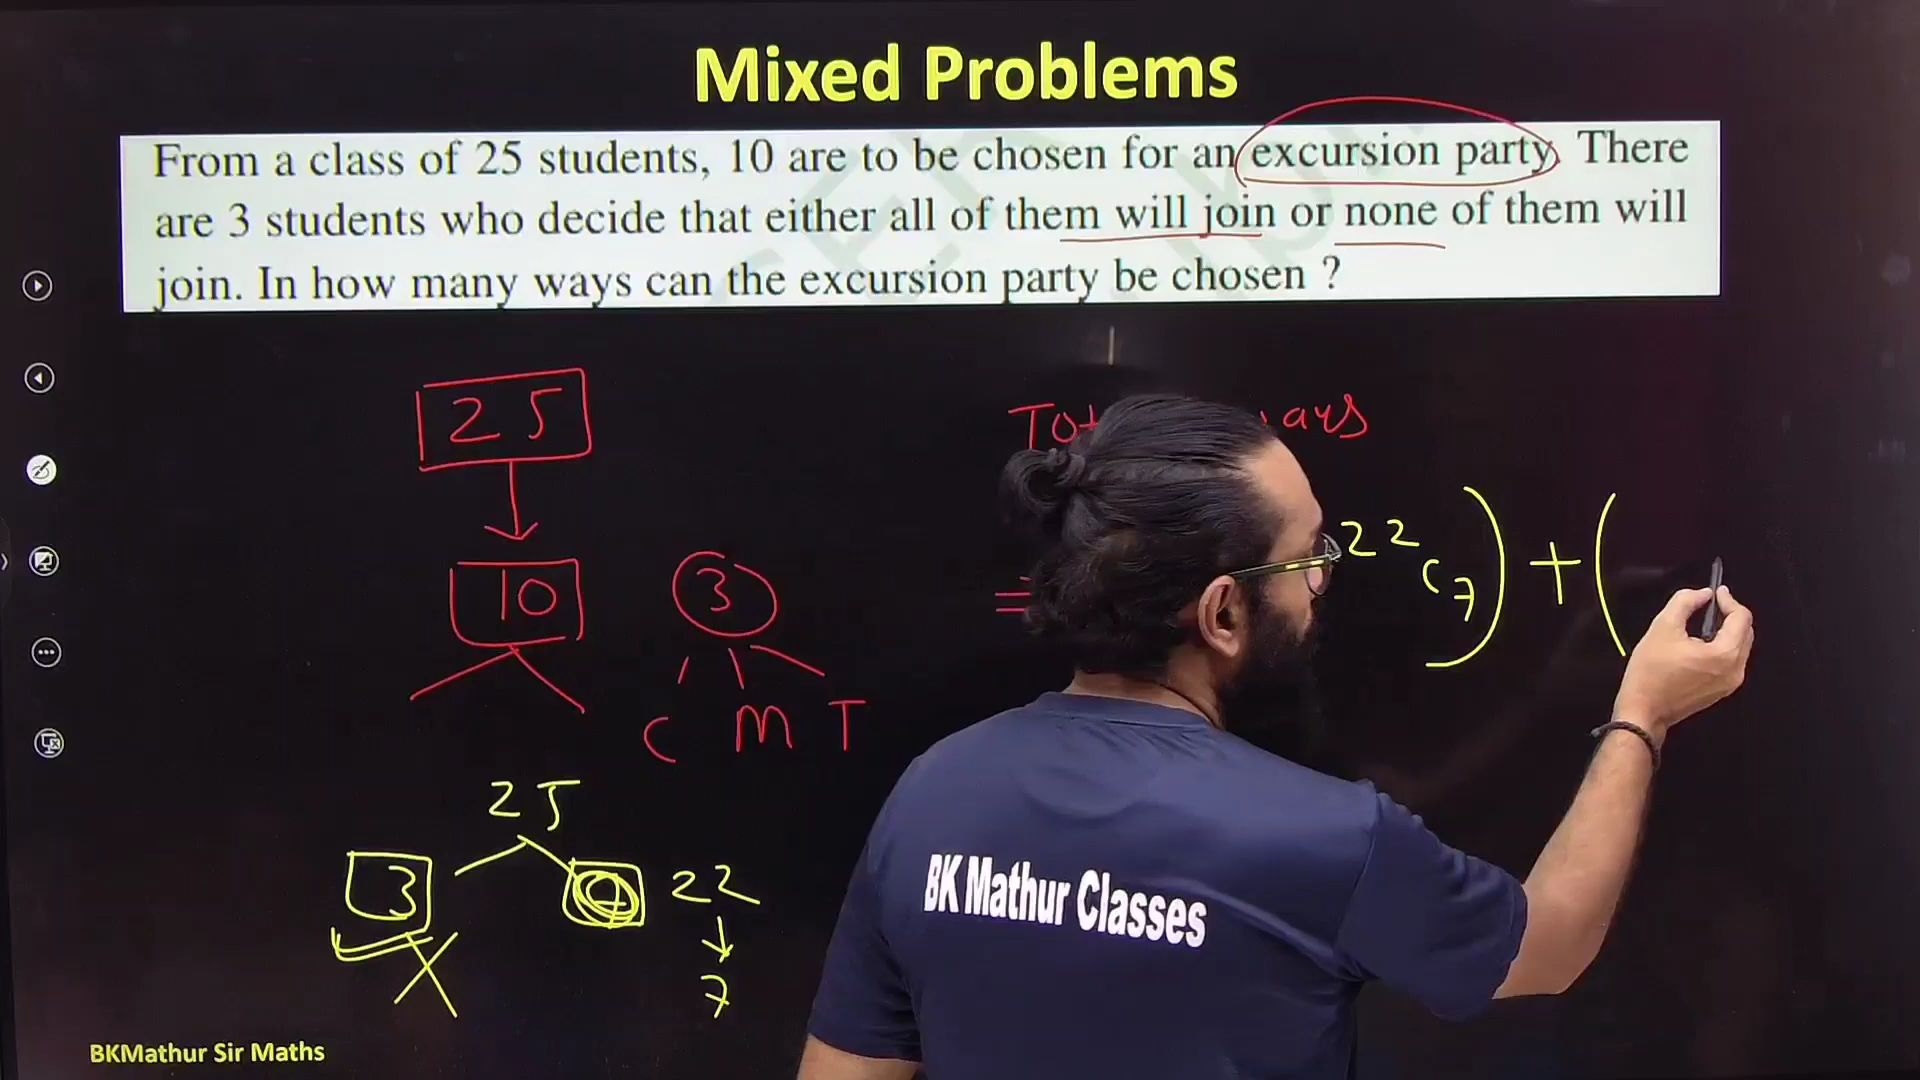 Mixed Problems
From a class of 25 students, 10 are to be chosen for an excursion party. There
are 3 students who decide that either all of them will join or none of them will
join. In how many ways can the excursion party be chosen ?
25
10
3
C M T
25
3
22
7
ays
=
22
C
7
) + (
BK Mathur Classes
BKMathur Sir Maths